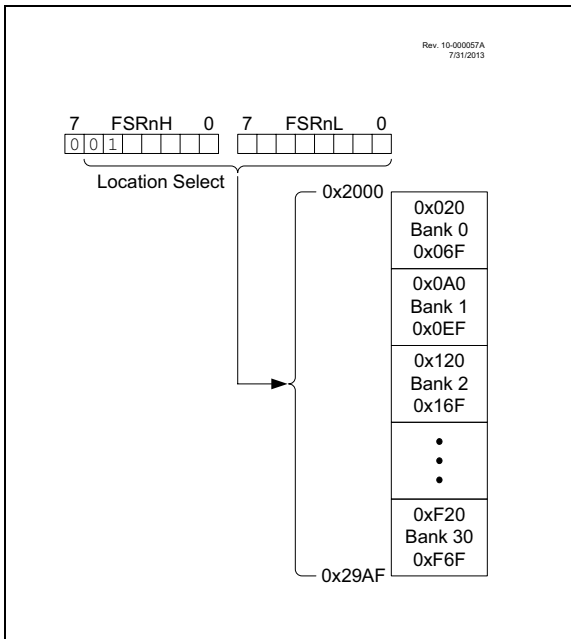 Rev. 10-000057A
7/31/2013
7 FSRnH 0 7 FSRnL 0
0 0 1
Location Select
0x2000
0x020
Bank 0
0x06F
0x0A0
Bank 1
0x0EF
0x120
Bank 2
0x16F
0xF20
Bank 30
0xF6F
0x29AF